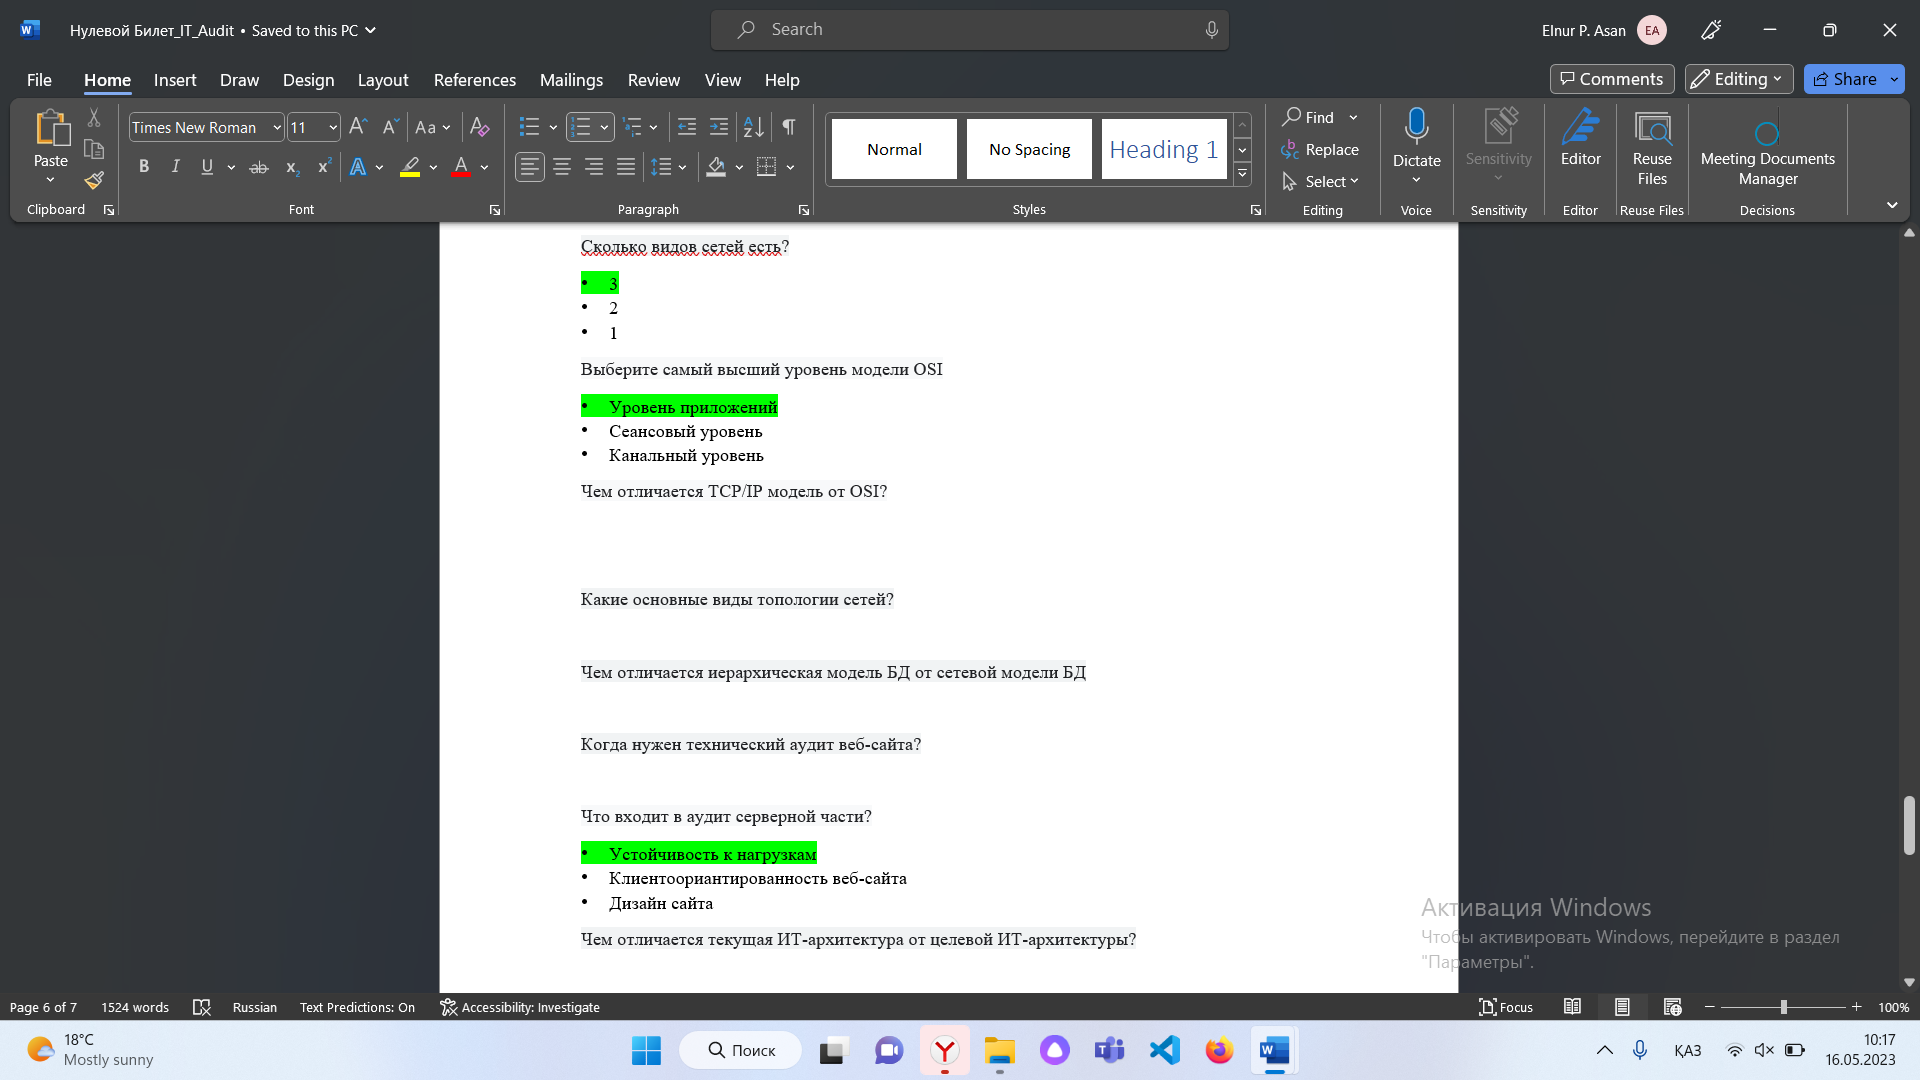 Нулевой Билет_IT_Audit • Saved to this PC
Search
Elnur P. Asan
EA
File Home Insert Draw Design Layout References Mailings Review View Help
Comments
Editing
Share
Paste
Times New Roman
11
Normal
No Spacing
Heading 1
Find
Replace
Select
Dictate
Sensitivity
Editor
Reuse Files
Meeting Documents Manager
Clipboard
Font
Paragraph
Styles
Editing
Voice
Sensitivity
Editor
Reuse Files
Decisions
Сколько видов сетей есть?
• 3
• 2
• 1
Выберите самый высший уровень модели OSI
• Уровень приложений
• Сеансовый уровень
• Канальный уровень
Чем отличается TCP/IP модель от OSI?
Какие основные виды топологии сетей?
Чем отличается иерархическая модель БД от сетевой модели БД
Когда нужен технический аудит веб-сайта?
Что входит в аудит серверной части?
• Устойчивость к нагрузкам
• Клиентоориантированность веб-сайта
• Дизайн сайта
Чем отличается текущая ИТ-архитектура от целевой ИТ-архитектуры?
Активация Windows
Чтобы активировать Windows, перейдите в раздел
"Параметры".
Page 6 of 7 1524 words Russian Text Predictions: On Accessibility: Investigate
Focus
100%
18°C
Mostly sunny
Поиск
ҚАЗ
10:17
16.05.2023